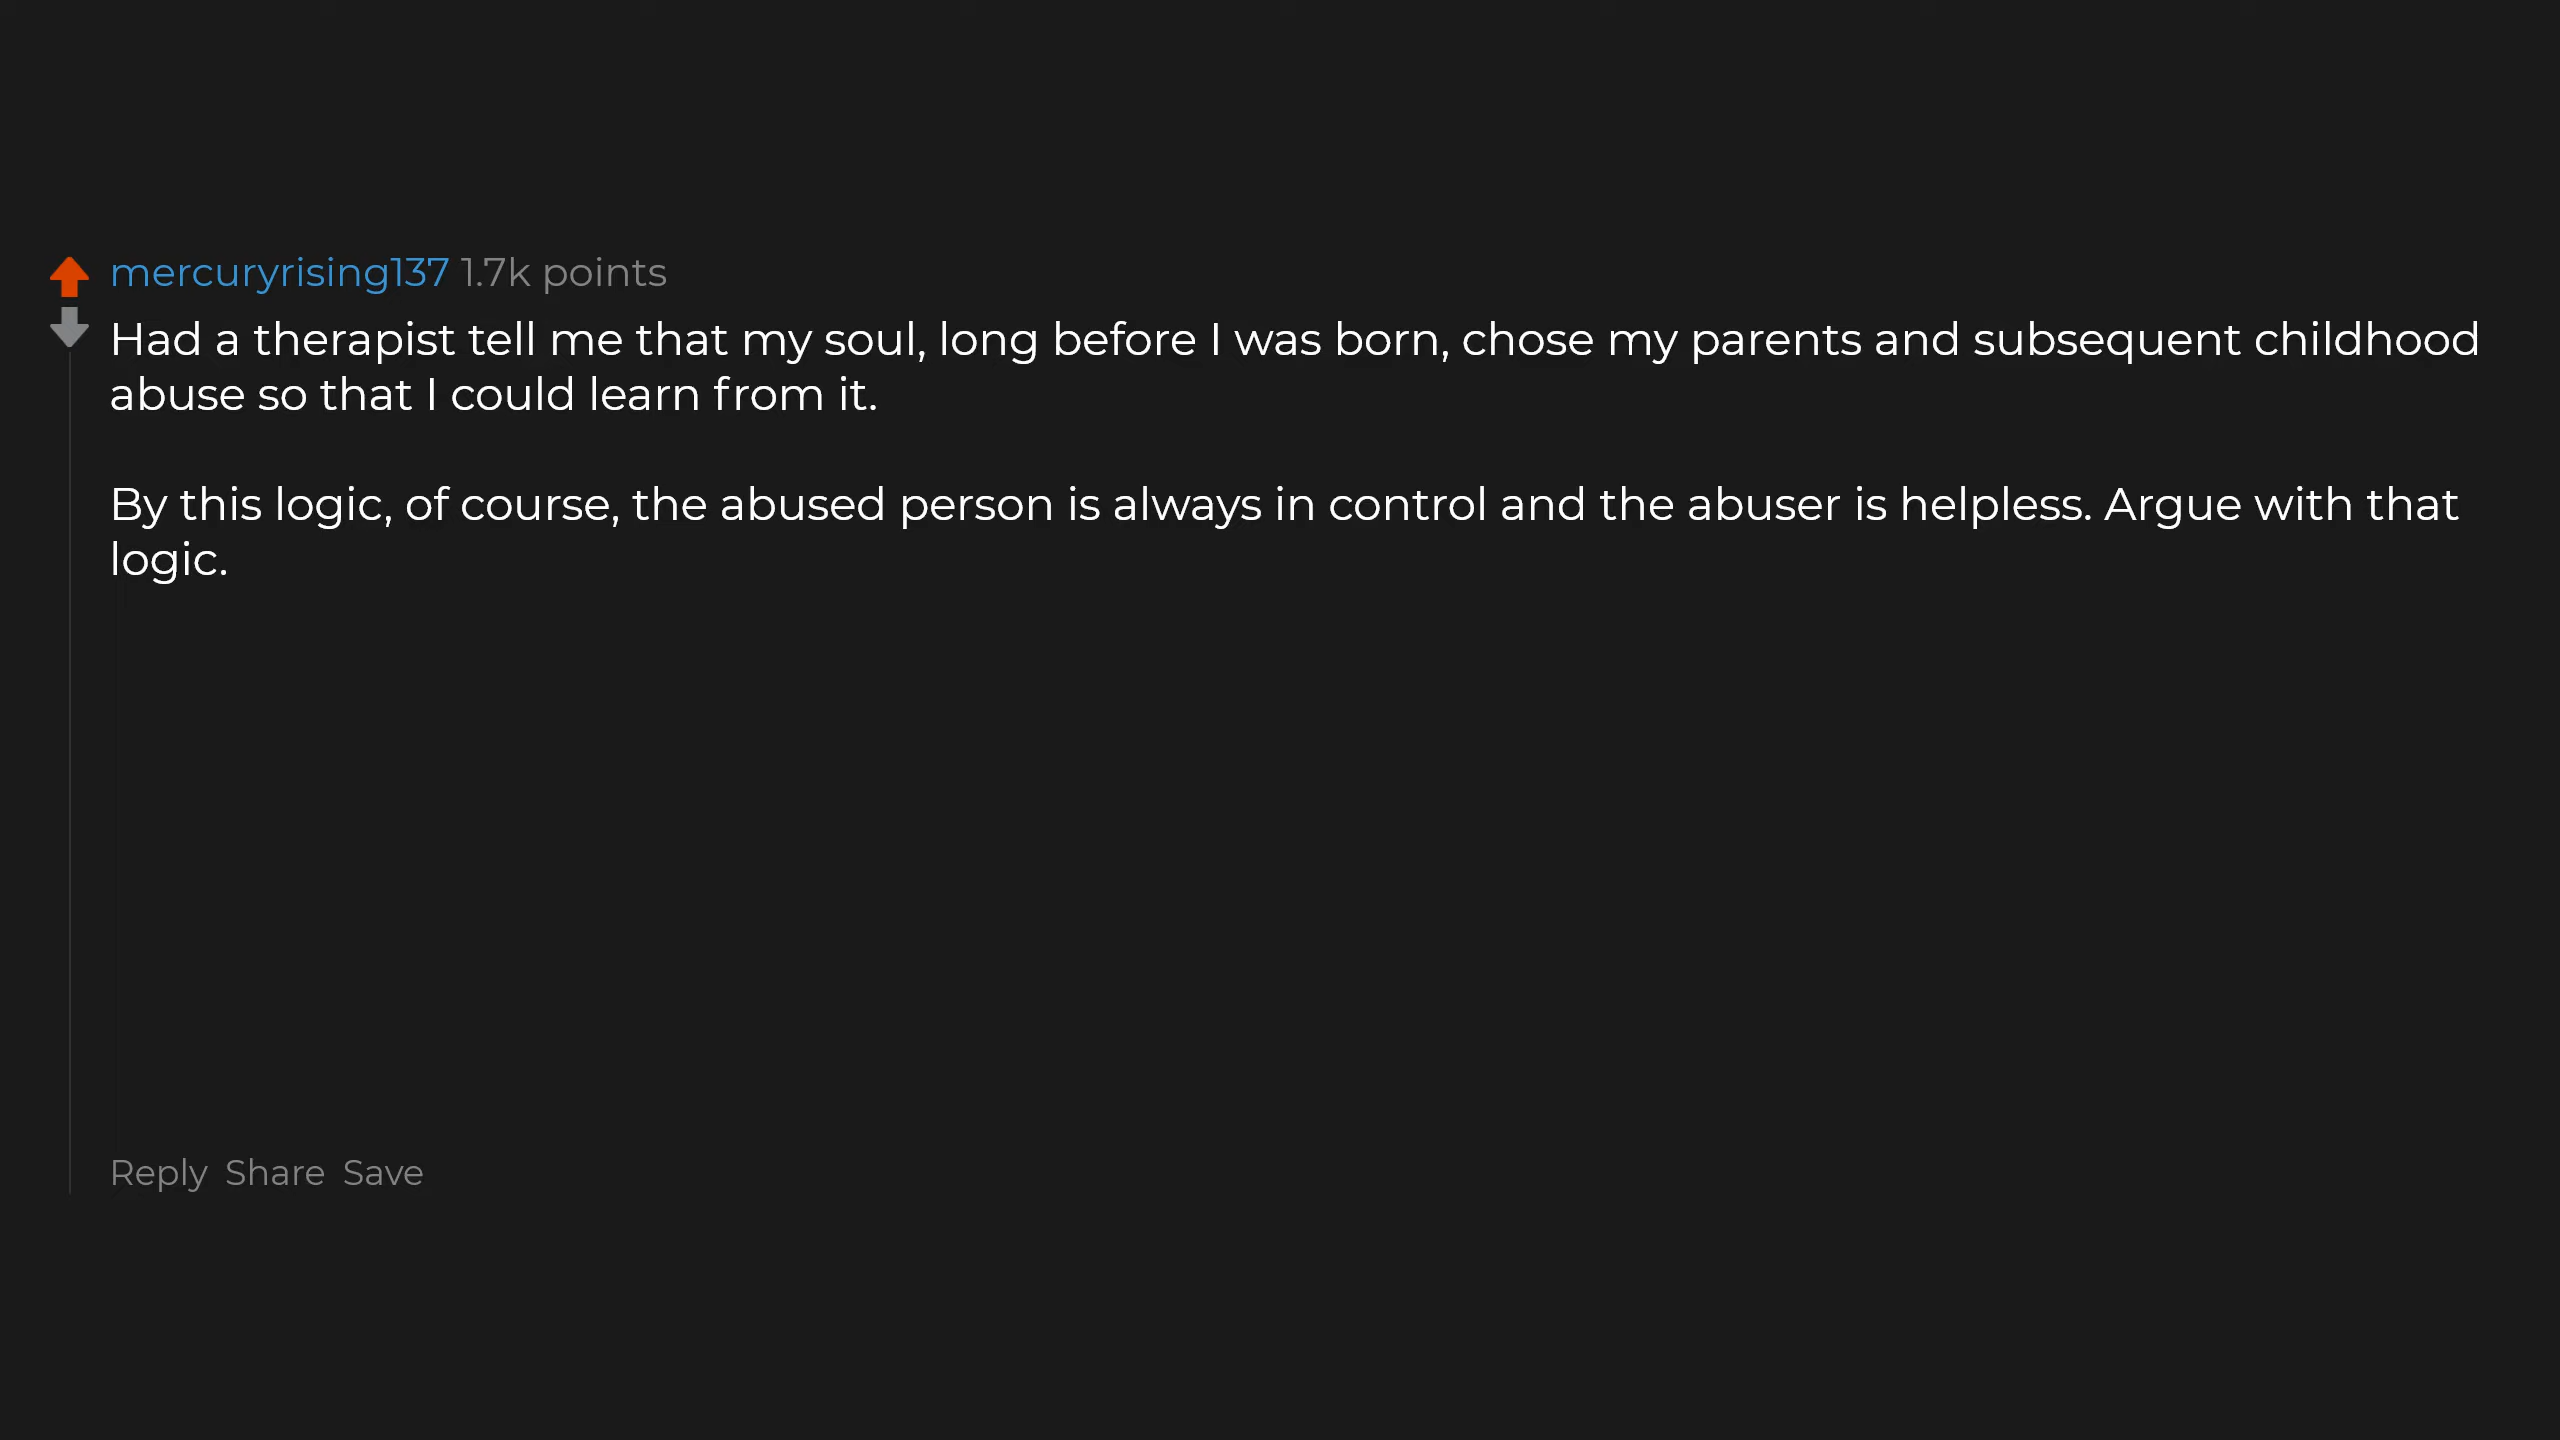 mercuryrising137 1.7k points
Had a therapist tell me that my soul, long before I was born, chose my parents and subsequent childhood
abuse so that I could learn from it.
By this logic, of course, the abused person is always in control and the abuser is helpless. Argue with that
logic.
Reply Share Save